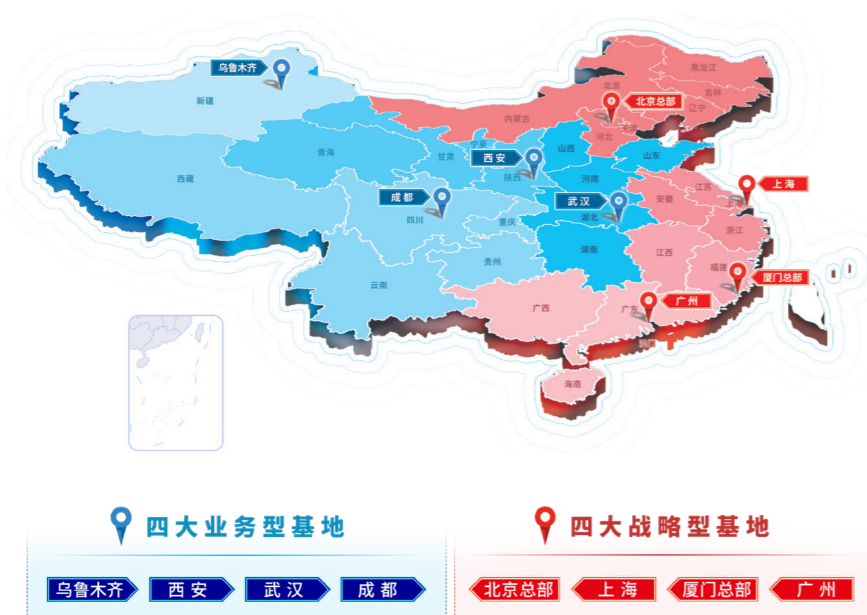 黑龙江
乌鲁木齐
吉林
北京
新疆
北京总部
辽宁
内蒙古
天津
河北
宁夏
山西
青海
甘肃
西安
山东
陕西
河南
西藏
上海
江苏
成都
武汉
安徽
四川
重庆
湖北
浙江
湖南
江西
贵州
福建
厦门总部
云南
广州
广西
广东
澳门
海南
四大业务型基地
四大战略型基地
乌鲁木齐 西安 武汉 成都
北京总部 上海 厦门总部 广州